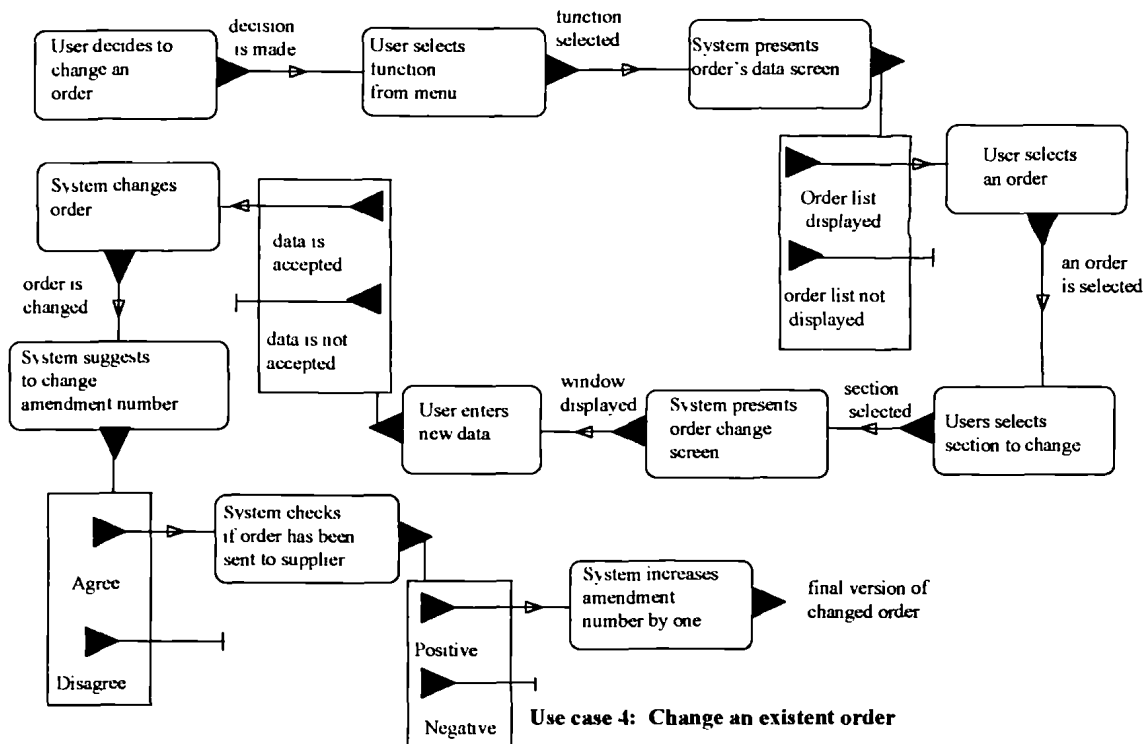 User decides to
change an
order
decision
is made
User selects
function
from menu
function
selected
System presents
order's data screen
Order list
displayed
order list not
displayed
User selects
an order
an order
is selected
Users selects
section to change
section
selected
System presents
order change
screen
window
displayed
User enters
new data
data is
accepted
data is not
accepted
System changes
order
order is
changed
System suggests
to change
amendment number
Agree
Disagree
System checks
if order has been
sent to supplier
Positive
Negative
System increases
amendment
number by one
final version of
changed order
Use case 4: Change an existent order